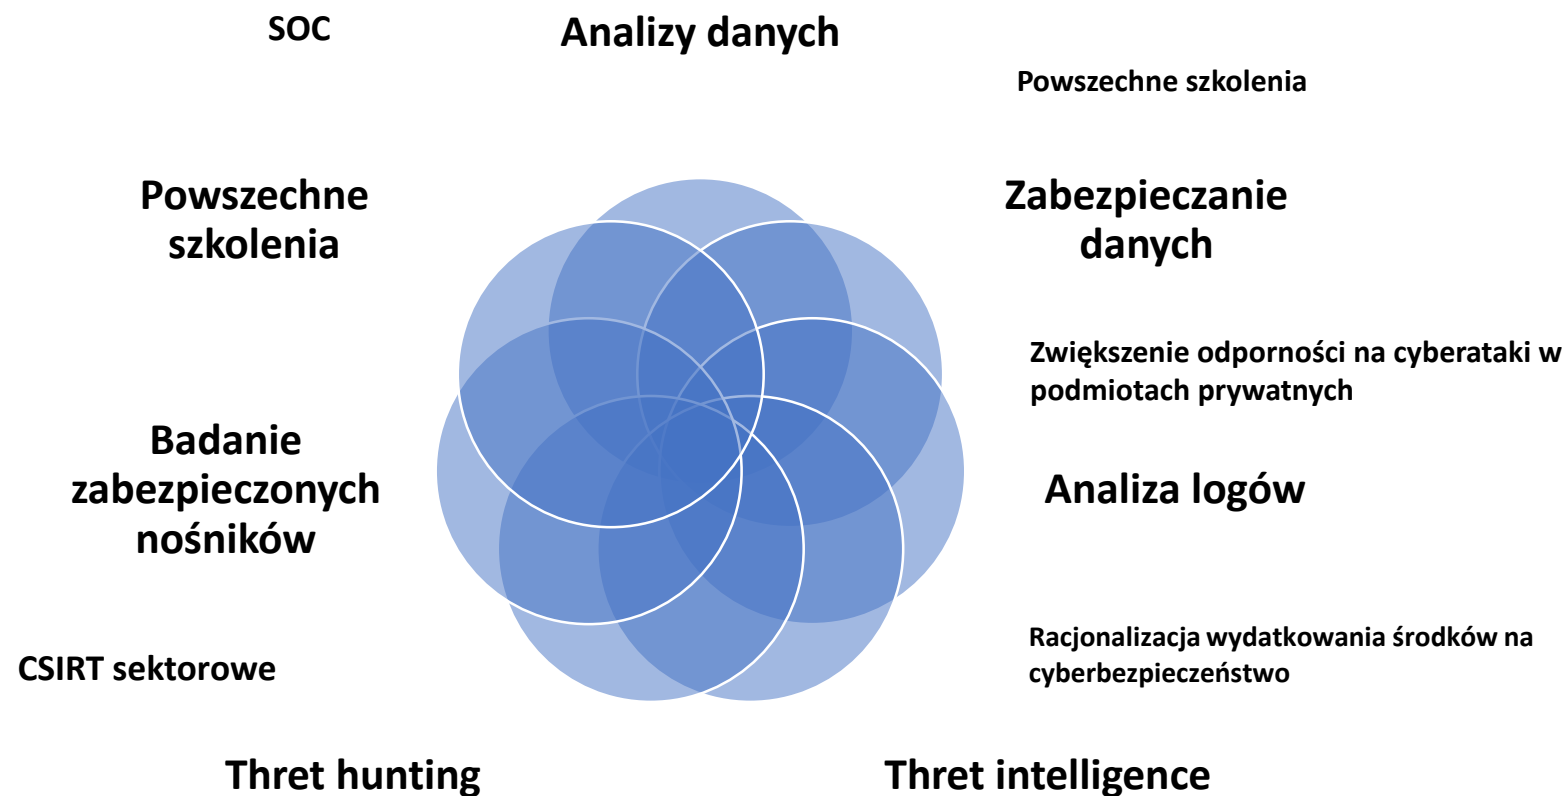 SOC
Analizy danych
Powszechne szkolenia
Powszechne
szkolenia
Zabezpieczanie
danych
Zwiększenie odporności na cyberataki w
podmiotach prywatnych
Badanie
zabezpieczonych
nośników
Analiza logów
Racjonalizacja wydatkowania środków na
cyberbezpieczeństwo
CSIRT sektorowe
Thret hunting
Thret intelligence